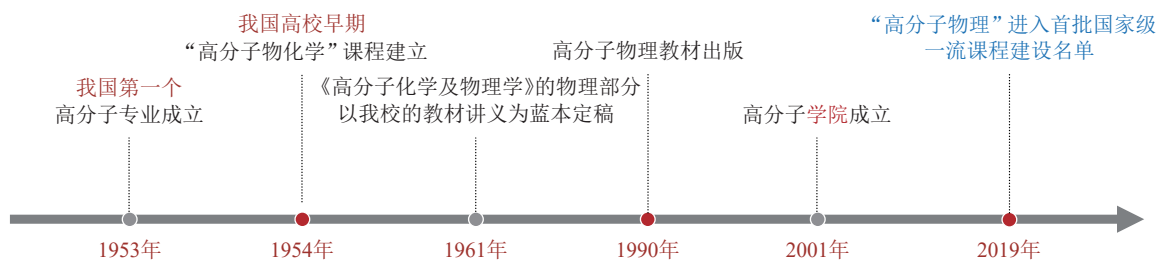 我国第一个
高分子专业成立
我国高校早期
“高分子物化学”课程建立
《高分子化学及物理学》的物理部分
以我校的教材讲义为蓝本定稿
高分子物理教材出版
高分子学院成立
“高分子物理”进入首批国家级
一流课程建设名单
1953年
1954年
1961年
1990年
2001年
2019年